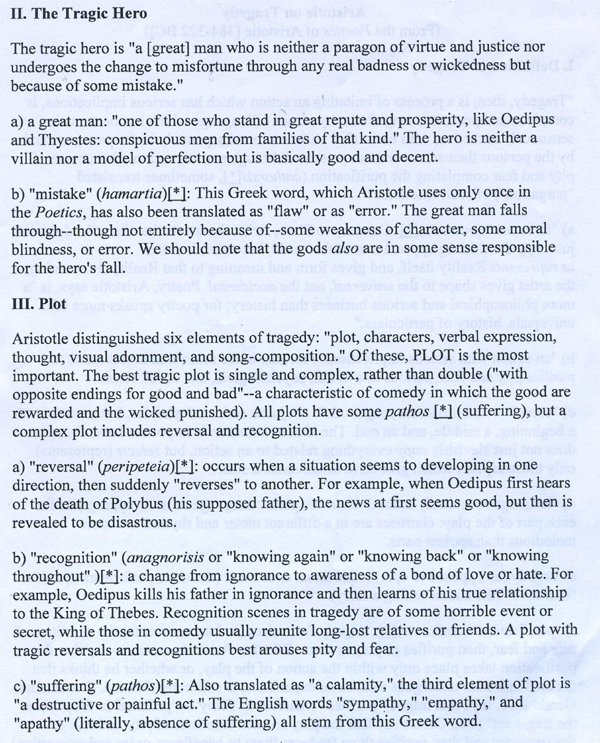 II. The Tragic Hero
The tragic hero is "a [great] man who is neither a paragon of virtue and justice nor
undergoes the change to misfortune through any real badness or wickedness but
because of some mistake."
a) a great man: "one of those who stand in great repute and prosperity, like Oedipus
and Thyestes: conspicuous men from families of that kind." The hero is neither a
villain nor a model of perfection but is basically good and decent.
b) "mistake" (hamartia)[*]: This Greek word, which Aristotle uses only once in
the Poetics, has also been translated as "flaw" or as "error." The great man falls
through--though not entirely because of--some weakness of character, some moral
blindness, or error. We should note that the gods also are in some sense responsible
for the hero's fall.
III. Plot
Aristotle distinguished six elements of tragedy: "plot, characters, verbal expression,
thought, visual adornment, and song-composition." Of these, PLOT is the most
important. The best tragic plot is single and complex, rather than double ("with
opposite endings for good and bad"--a characteristic of comedy in which the good are
rewarded and the wicked punished). All plots have some pathos [*] (suffering), but a
complex plot includes reversal and recognition.
a) "reversal" (peripeteia)[*]: occurs when a situation seems to developing in one
direction, then suddenly "reverses" to another. For example, when Oedipus first hears
of the death of Polybus (his supposed father), the news at first seems good, but then is
revealed to be disastrous.
b) "recognition" (anagnorisis or "knowing again" or "knowing back" or "knowing
throughout" )[*]: a change from ignorance to awareness of a bond of love or hate. For
example, Oedipus kills his father in ignorance and then learns of his true relationship
to the King of Thebes. Recognition scenes in tragedy are of some horrible event or
secret, while those in comedy usually reunite long-lost relatives or friends. A plot with
tragic reversals and recognitions best arouses pity and fear.
c) "suffering" (pathos)[*]: Also translated as "a calamity," the third element of plot is
"a destructive or painful act." The English words "sympathy," "empathy," and
"apathy" (literally, absence of suffering) all stem from this Greek word.